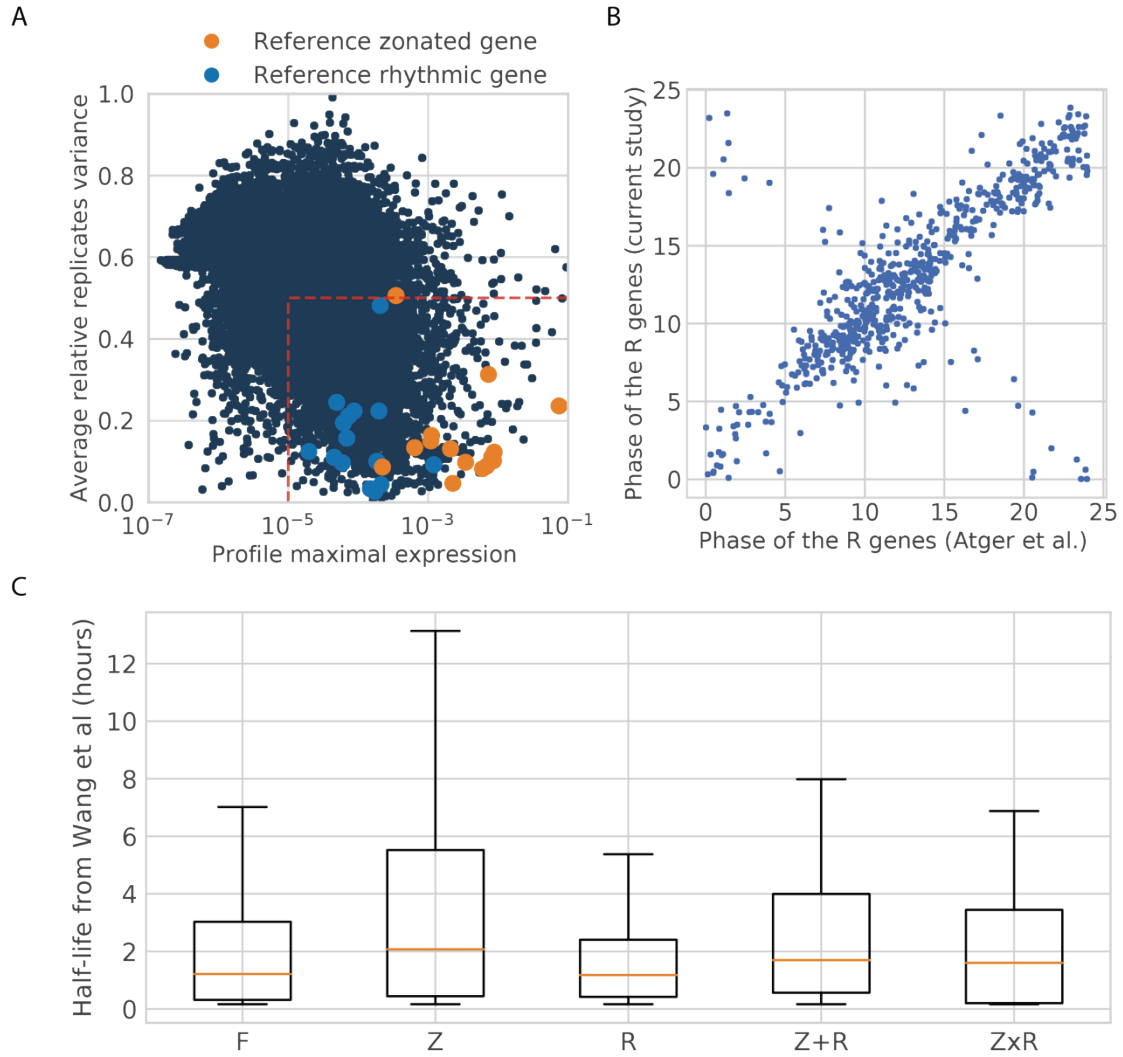 A
Reference zonated gene
Reference rhythmic gene
Average relative replicates variance
1.0
0.8
0.6
0.4
0.2
0.0
10−7
10−5
10−3
10−1
Profile maximal expression
B
Phase of the R genes (current study)
25
20
15
10
5
0
0
5
10
15
20
25
Phase of the R genes (Atger et al.)
C
Half-life from Wang et al (hours)
12
10
8
6
4
2
0
F
Z
R
Z+R
ZxR